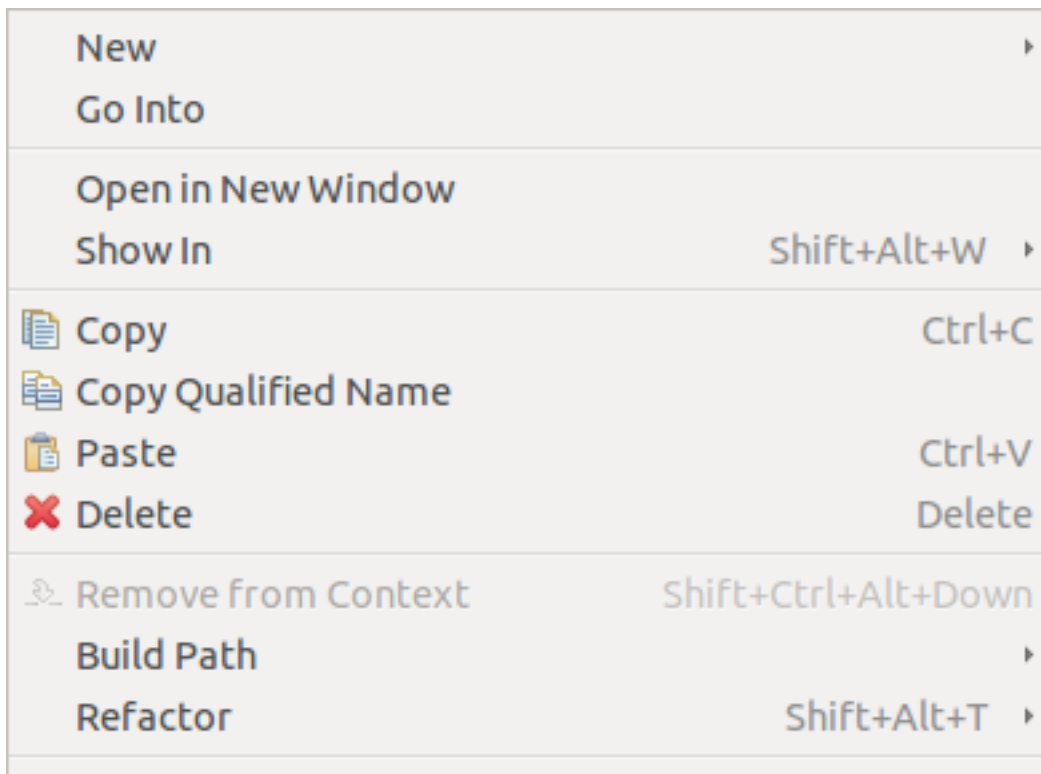 New
Go Into
Open in New Window
Show In Shift+Alt+W
Copy Ctrl+C
Copy Qualified Name
Paste Ctrl+V
Delete Delete
Remove from Context Shift+Ctrl+Alt+Down
Build Path
Refactor Shift+Alt+T